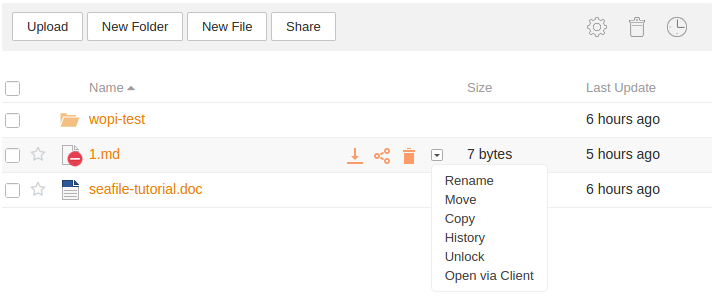 Upload New Folder New File Share
Name Size Last Update
wopi-test 6 hours ago
1.md 7 bytes 5 hours ago
seafile-tutorial.doc 6 hours ago
Rename
Move
Copy
History
Unlock
Open via Client